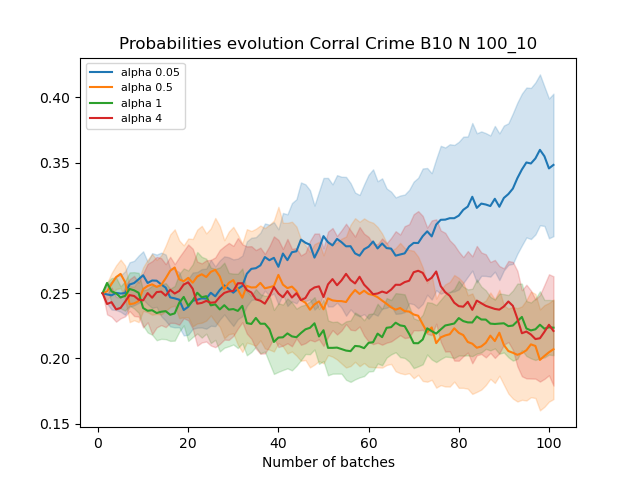 Probabilities evolution Corral Crime B10 N 100_10
alpha 0.05
alpha 0.5
alpha 1
alpha 4
0.40
0.35
0.30
0.25
0.20
0.15
0 20 40 60 80 100
Number of batches